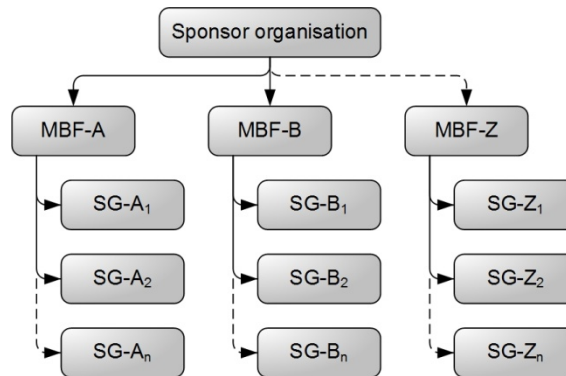 Sponsor organisation
MBF-A
MBF-B
MBF-Z
SG-A₁
SG-B₁
SG-Z₁
SG-A₂
SG-B₂
SG-Z₂
SG-Aₙ
SG-Bₙ
SG-Zₙ